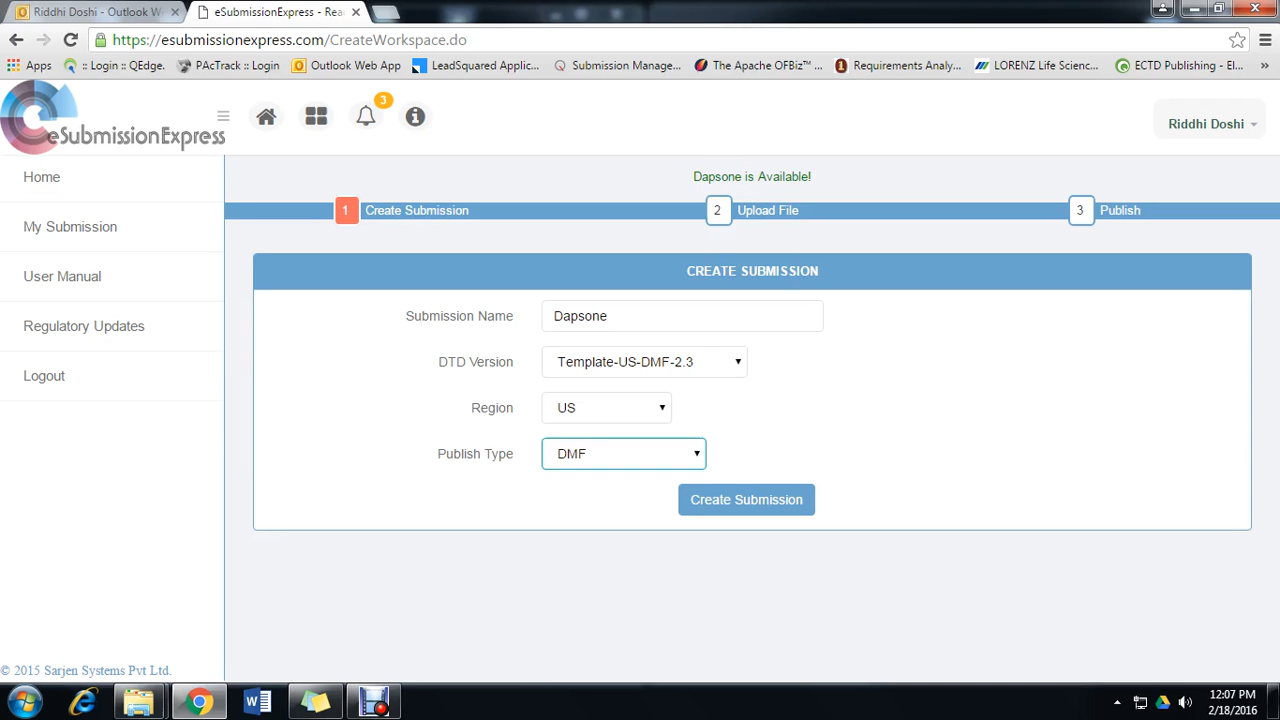 Riddhi Doshi - Outlook We
eSubmissionExpress - Rea
https://esubmissionexpress.com/CreateWorkspace.do
Apps
:: Login :: QEdge.
PAcTrack :: Login
Outlook Web App
LeadSquared Applic...
Submission Manage...
The Apache OFBiz™ ...
Requirements Analy...
LORENZ Life Scienc...
ECTD Publishing - El...
»
eSubmissionExpress
3
Riddhi Doshi
Home
My Submission
User Manual
Regulatory Updates
Logout
Dapsone is Available!
1 Create Submission
2 Upload File
3 Publish
CREATE SUBMISSION
Submission Name Dapsone
DTD Version Template-US-DMF-2.3
Region US
Publish Type DMF
Create Submission
© 2015 Sarjen Systems Pvt Ltd.
12:07 PM
2/18/2016